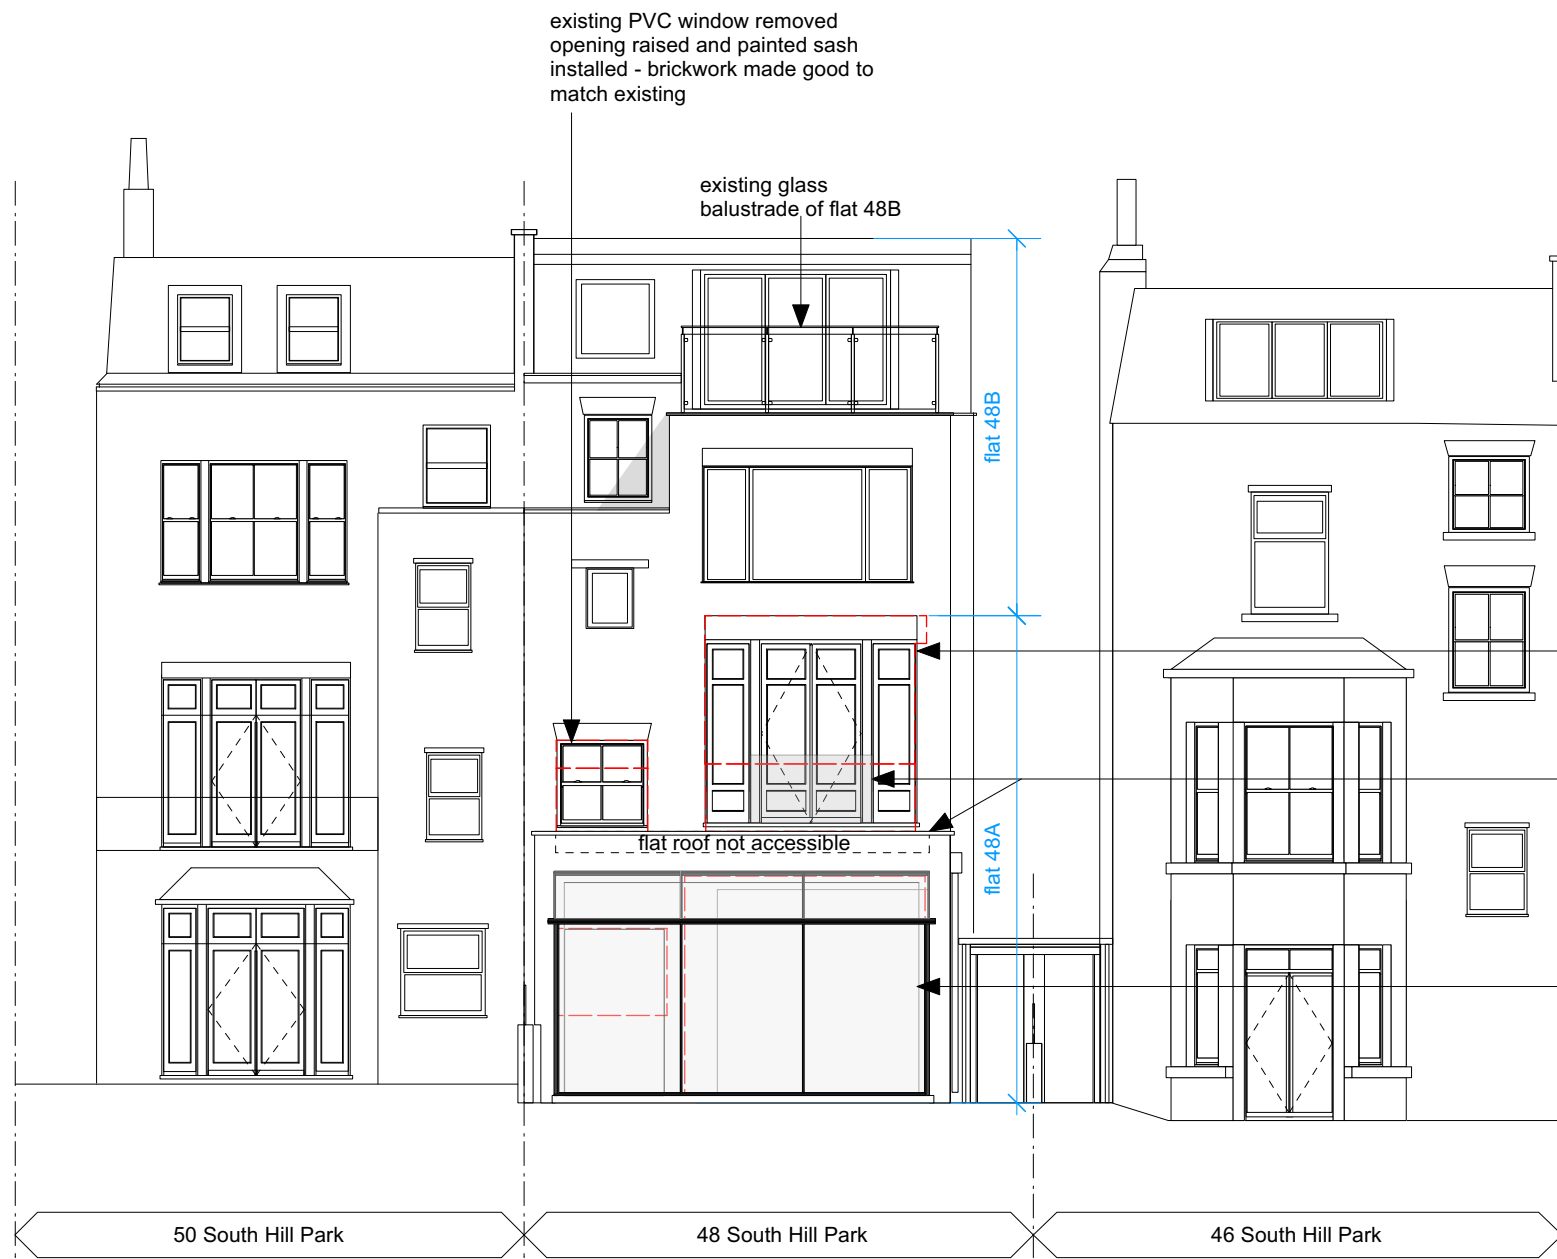 existing PVC window removed
opening raised and painted sash
installed - brickwork made good to
match existing
existing glass
balustrade of flat 48B
flat 48B
flat roof not accessible
flat 48A
50 South Hill Park
48 South Hill Park
46 South Hill Park